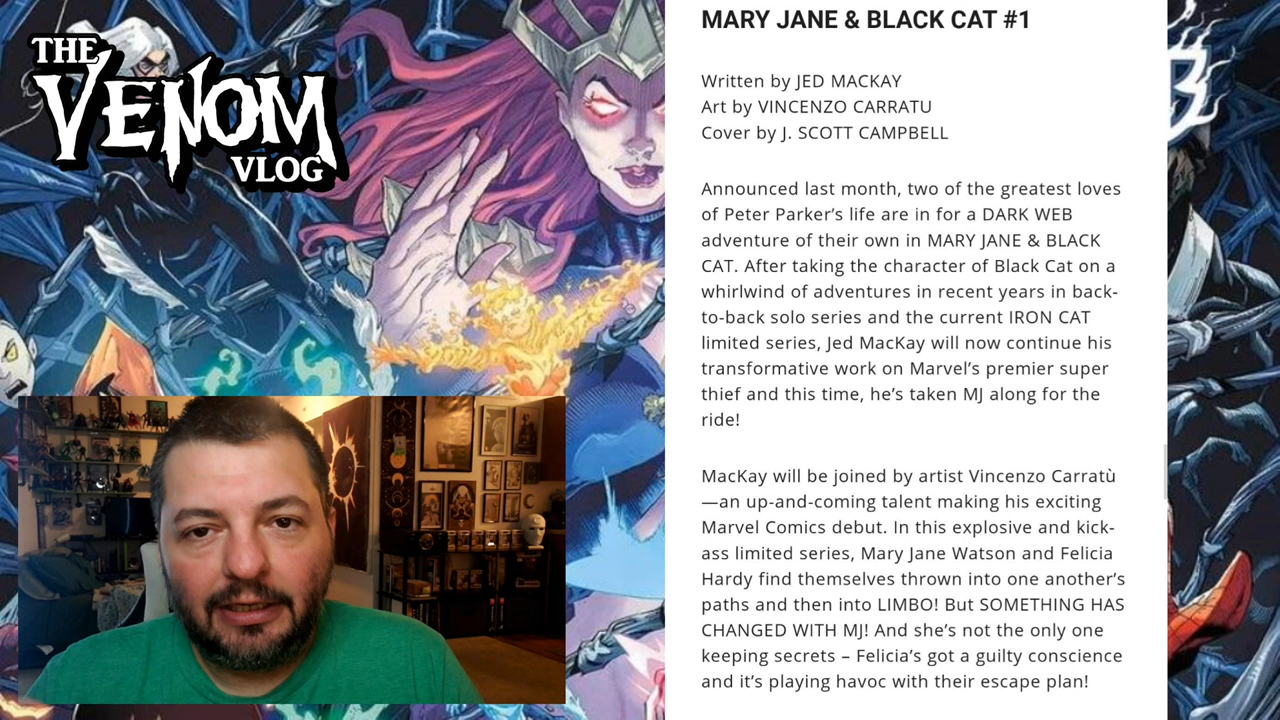 THE
VENOM
VLOG
MARY JANE & BLACK CAT #1
Written by JED MACKAY
Art by VINCENZO CARRATU
Cover by J. SCOTT CAMPBELL
Announced last month, two of the greatest loves
of Peter Parker’s life are in for a DARK WEB
adventure of their own in MARY JANE & BLACK
CAT. After taking the character of Black Cat on a
whirlwind of adventures in recent years in back-
to-back solo series and the current IRON CAT
limited series, Jed MacKay will now continue his
transformative work on Marvel’s premier super
thief and this time, he’s taken MJ along for the
ride!
MacKay will be joined by artist Vincenzo Carratù
—an up-and-coming talent making his exciting
Marvel Comics debut. In this explosive and kick-
ass limited series, Mary Jane Watson and Felicia
Hardy find themselves thrown into one another’s
paths and then into LIMBO! But SOMETHING HAS
CHANGED WITH MJ! And she’s not the only one
keeping secrets – Felicia’s got a guilty conscience
and it’s playing havoc with their escape plan!